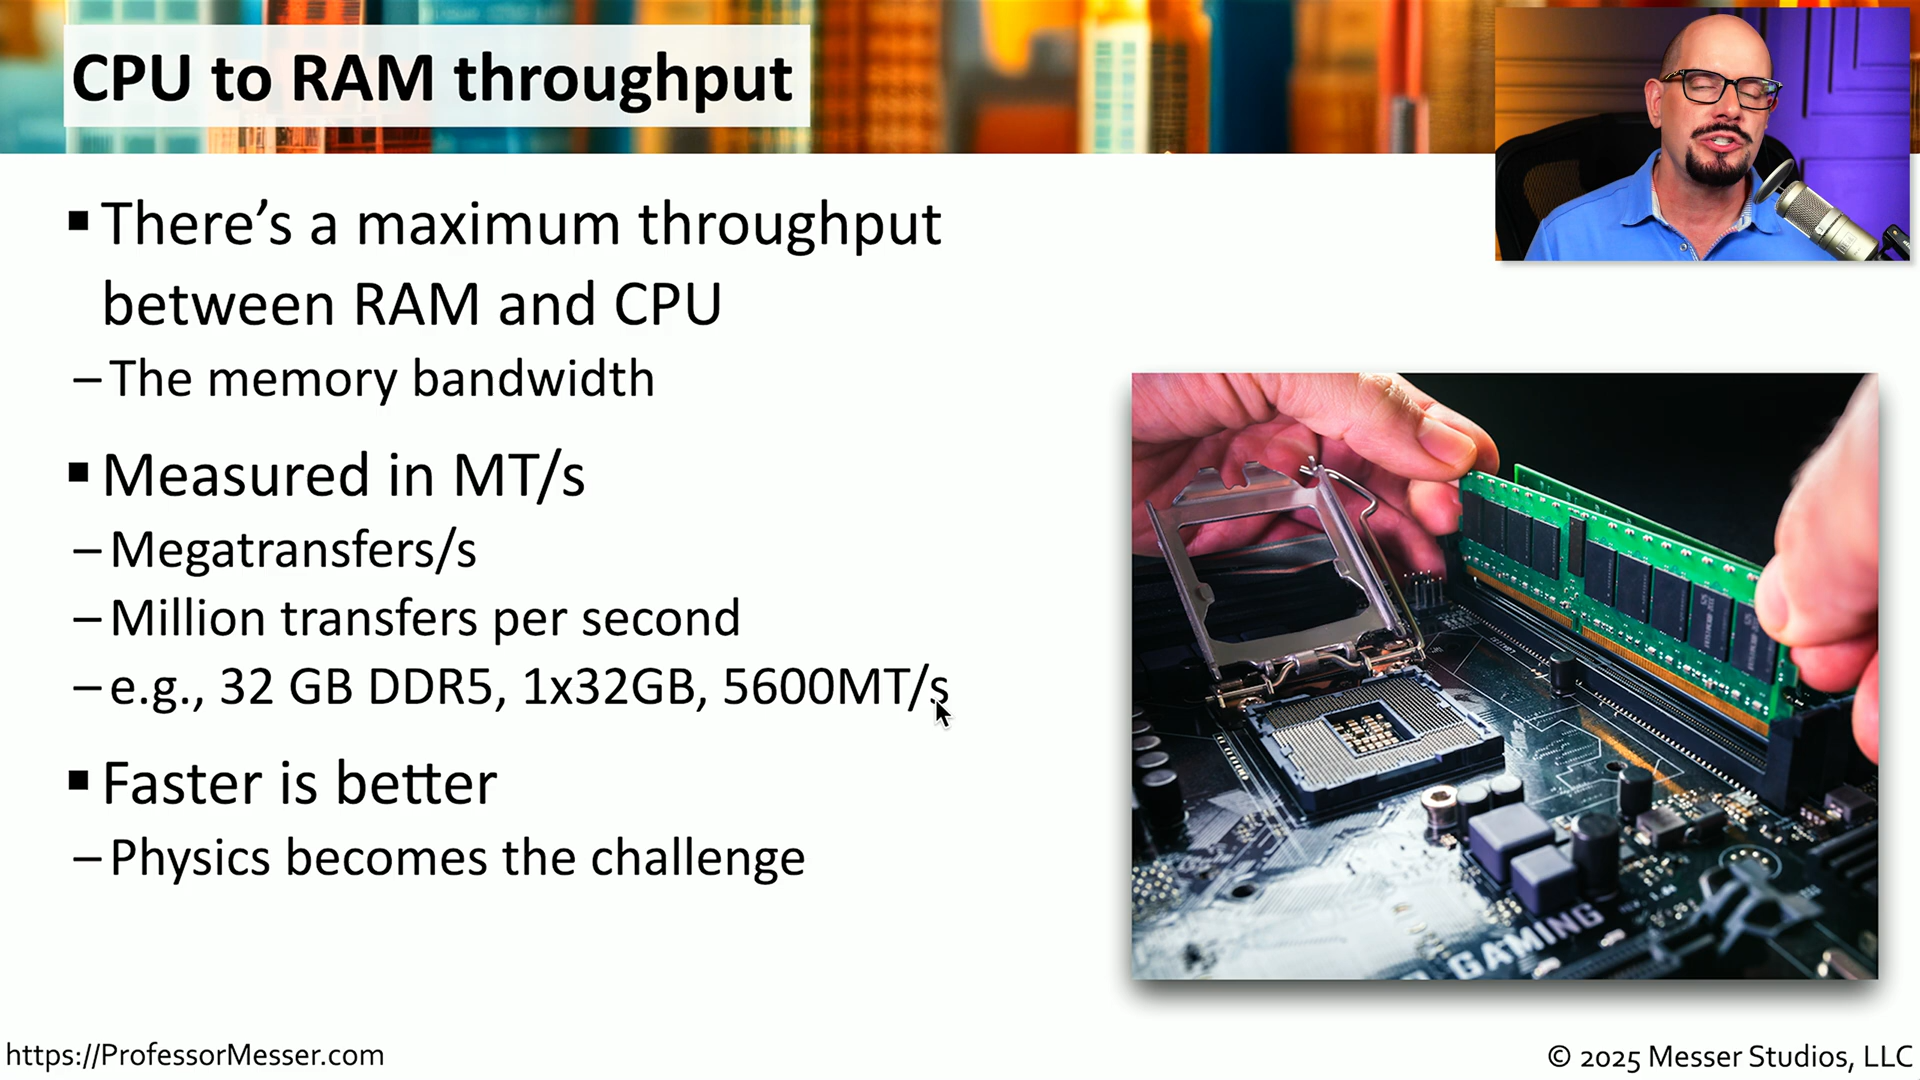 CPU to RAM throughput
▪ There’s a maximum throughput
between RAM and CPU
– The memory bandwidth
▪ Measured in MT/s
– Megatransfers/s
– Million transfers per second
– e.g., 32 GB DDR5, 1x32GB, 5600MT/s
▪ Faster is better
– Physics becomes the challenge
GAMING
https://ProfessorMesser.com
© 2025 Messer Studios, LLC